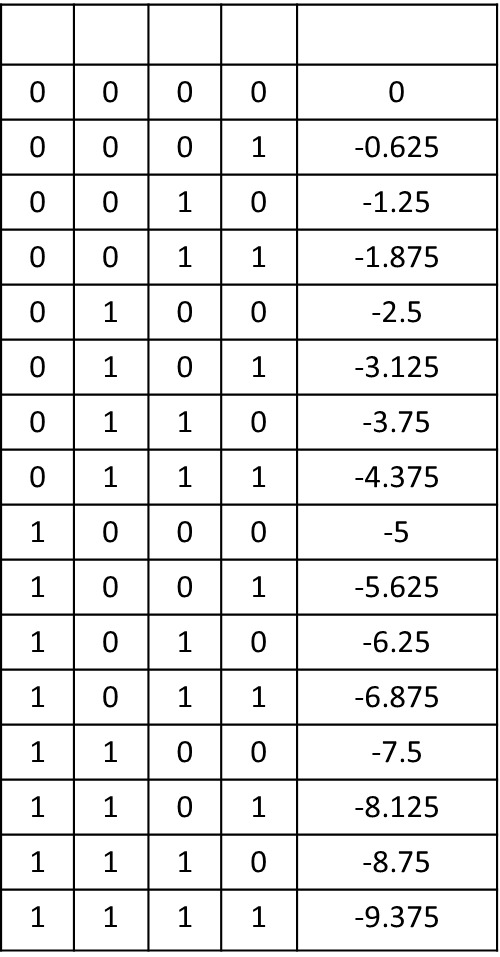 0 0 0 0 0
0 0 0 1 -0.625
0 0 1 0 -1.25
0 0 1 1 -1.875
0 1 0 0 -2.5
0 1 0 1 -3.125
0 1 1 0 -3.75
0 1 1 1 -4.375
1 0 0 0 -5
1 0 0 1 -5.625
1 0 1 0 -6.25
1 0 1 1 -6.875
1 1 0 0 -7.5
1 1 0 1 -8.125
1 1 1 0 -8.75
1 1 1 1 -9.375